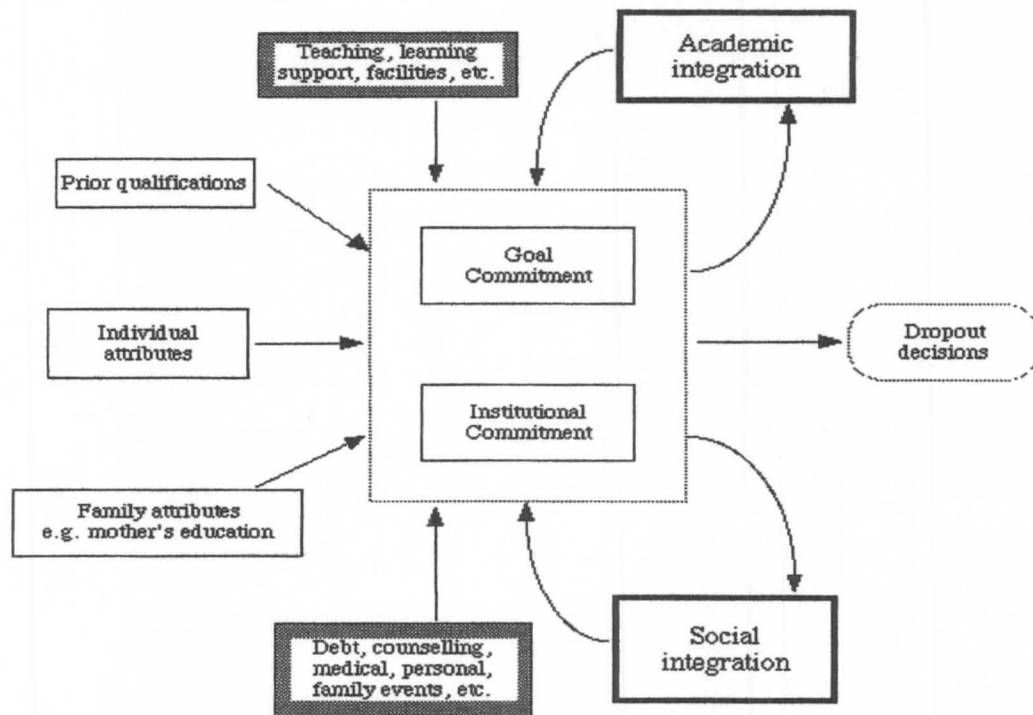 Teaching, learning
support, facilities, etc.
Academic
integration
Prior qualifications
Goal
Commitment
Individual
attributes
Dropout
decisions
Institutional
Commitment
Family attributes
e.g. mother's education
Debt, counselling,
medical, personal,
family events, etc.
Social
integration